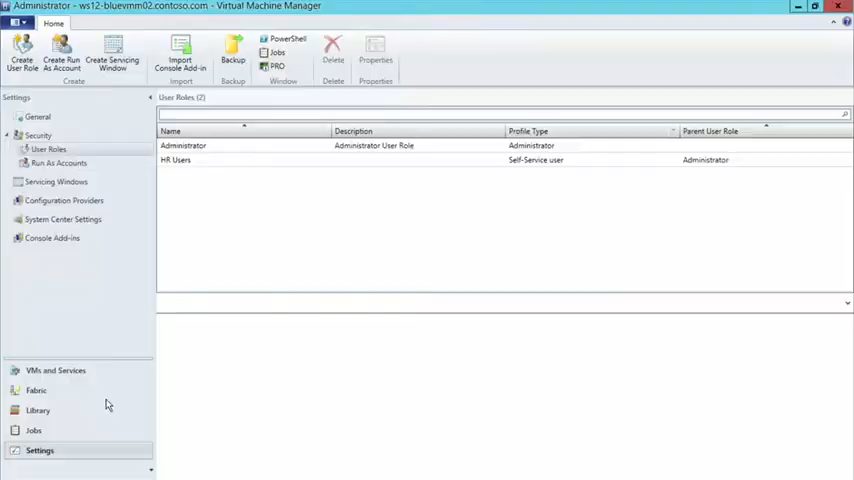 Administrator - ws12-bluevmm02.contoso.com - Virtual Machine Manager
Home
Create
User Role
Create Run
As Account
Create Servicing
Window
Create
Import
Console Add-in
Import
Backup
Backup
PowerShell
Jobs
PRO
Window
Delete
Delete
Properties
Properties
Settings
General
Security
User Roles
Run As Accounts
Servicing Windows
Configuration Providers
System Center Settings
Console Add-ins
VMs and Services
Fabric
Library
Jobs
Settings
User Roles (2)
Name Description Profile Type Parent User Role
Administrator Administrator User Role Administrator
HR Users Self-Service user Administrator